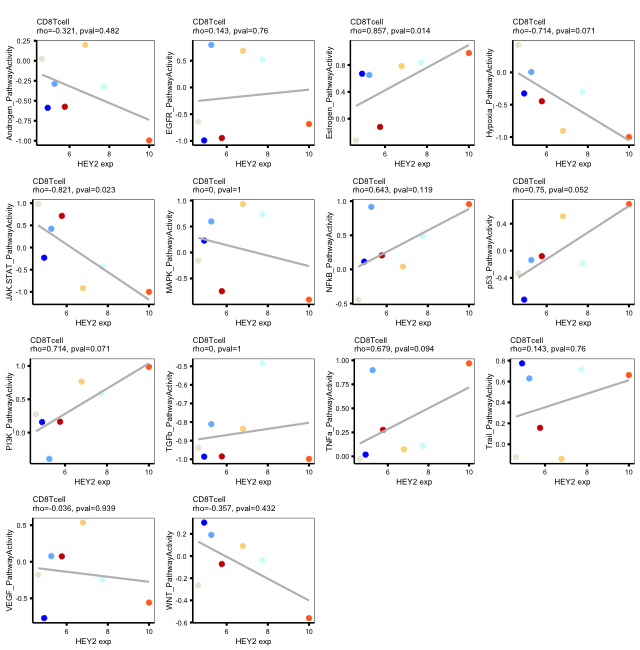 CD8Tcell
rho=-0.321, pval=0.482
Androgen_PathwayActivity
0.25
0.00
-0.25
-0.50
-0.75
-1.00
6
8
10
HEY2 exp
CD8Tcell
rho=0.143, pval=0.76
EGFR_PathwayActivity
0.5
0.0
-0.5
-1.0
6
8
10
HEY2 exp
CD8Tcell
rho=0.857, pval=0.014
Estrogen_PathwayActivity
0.8
0.4
0.0
6
8
10
HEY2 exp
CD8Tcell
rho=-0.714, pval=0.071
Hypoxia_PathwayActivity
0.0
-0.5
-1.0
6
8
10
HEY2 exp
CD8Tcell
rho=-0.821, pval=0.023
JAK.STAT_PathwayActivity
1.0
0.5
0.0
-0.5
-1.0
6
8
10
HEY2 exp
CD8Tcell
rho=0, pval=1
MAPK_PathwayActivity
1.0
0.5
0.0
-0.5
6
8
10
HEY2 exp
CD8Tcell
rho=0.643, pval=0.119
NFkB_PathwayActivity
1.0
0.5
0.0
-0.5
6
8
10
HEY2 exp
CD8Tcell
rho=0.75, pval=0.052
p53_PathwayActivity
0.4
0.0
-0.4
6
8
10
HEY2 exp
CD8Tcell
rho=0.714, pval=0.071
PI3K_PathwayActivity
1.0
0.5
0.0
6
8
10
HEY2 exp
CD8Tcell
rho=0, pval=1
TGFb_PathwayActivity
-0.5
-0.6
-0.7
-0.8
-0.9
-1.0
6
8
10
HEY2 exp
CD8Tcell
rho=0.679, pval=0.094
TNFa_PathwayActivity
1.00
0.75
0.50
0.25
0.00
6
8
10
HEY2 exp
CD8Tcell
rho=0.143, pval=0.76
Trail_PathwayActivity
0.8
0.6
0.4
0.2
0.0
6
8
10
HEY2 exp
CD8Tcell
rho=-0.036, pval=0.939
VEGF_PathwayActivity
0.5
0.0
-0.5
6
8
10
HEY2 exp
CD8Tcell
rho=-0.357, pval=0.432
WNT_PathwayActivity
0.2
0.0
-0.2
-0.4
-0.6
6
8
10
HEY2 exp